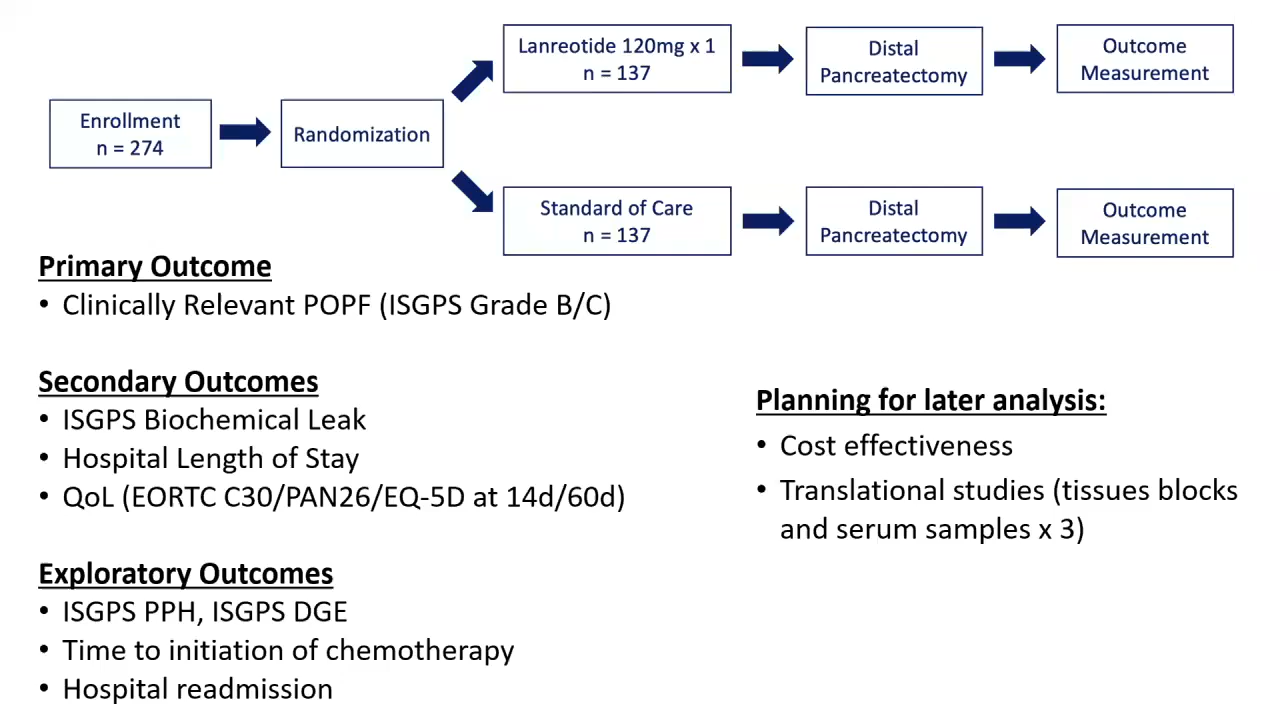 Enrollment
n = 274
Randomization
Lanreotide 120mg x 1
n = 137
Distal
Pancreatectomy
Outcome
Measurement
Standard of Care
n = 137
Distal
Pancreatectomy
Outcome
Measurement
Primary Outcome
• Clinically Relevant POPF (ISGPS Grade B/C)
Secondary Outcomes
• ISGPS Biochemical Leak
• Hospital Length of Stay
• QoL (EORTC C30/PAN26/EQ-5D at 14d/60d)
Exploratory Outcomes
• ISGPS PPH, ISGPS DGE
• Time to initiation of chemotherapy
• Hospital readmission
Planning for later analysis:
• Cost effectiveness
• Translational studies (tissues blocks
and serum samples x 3)